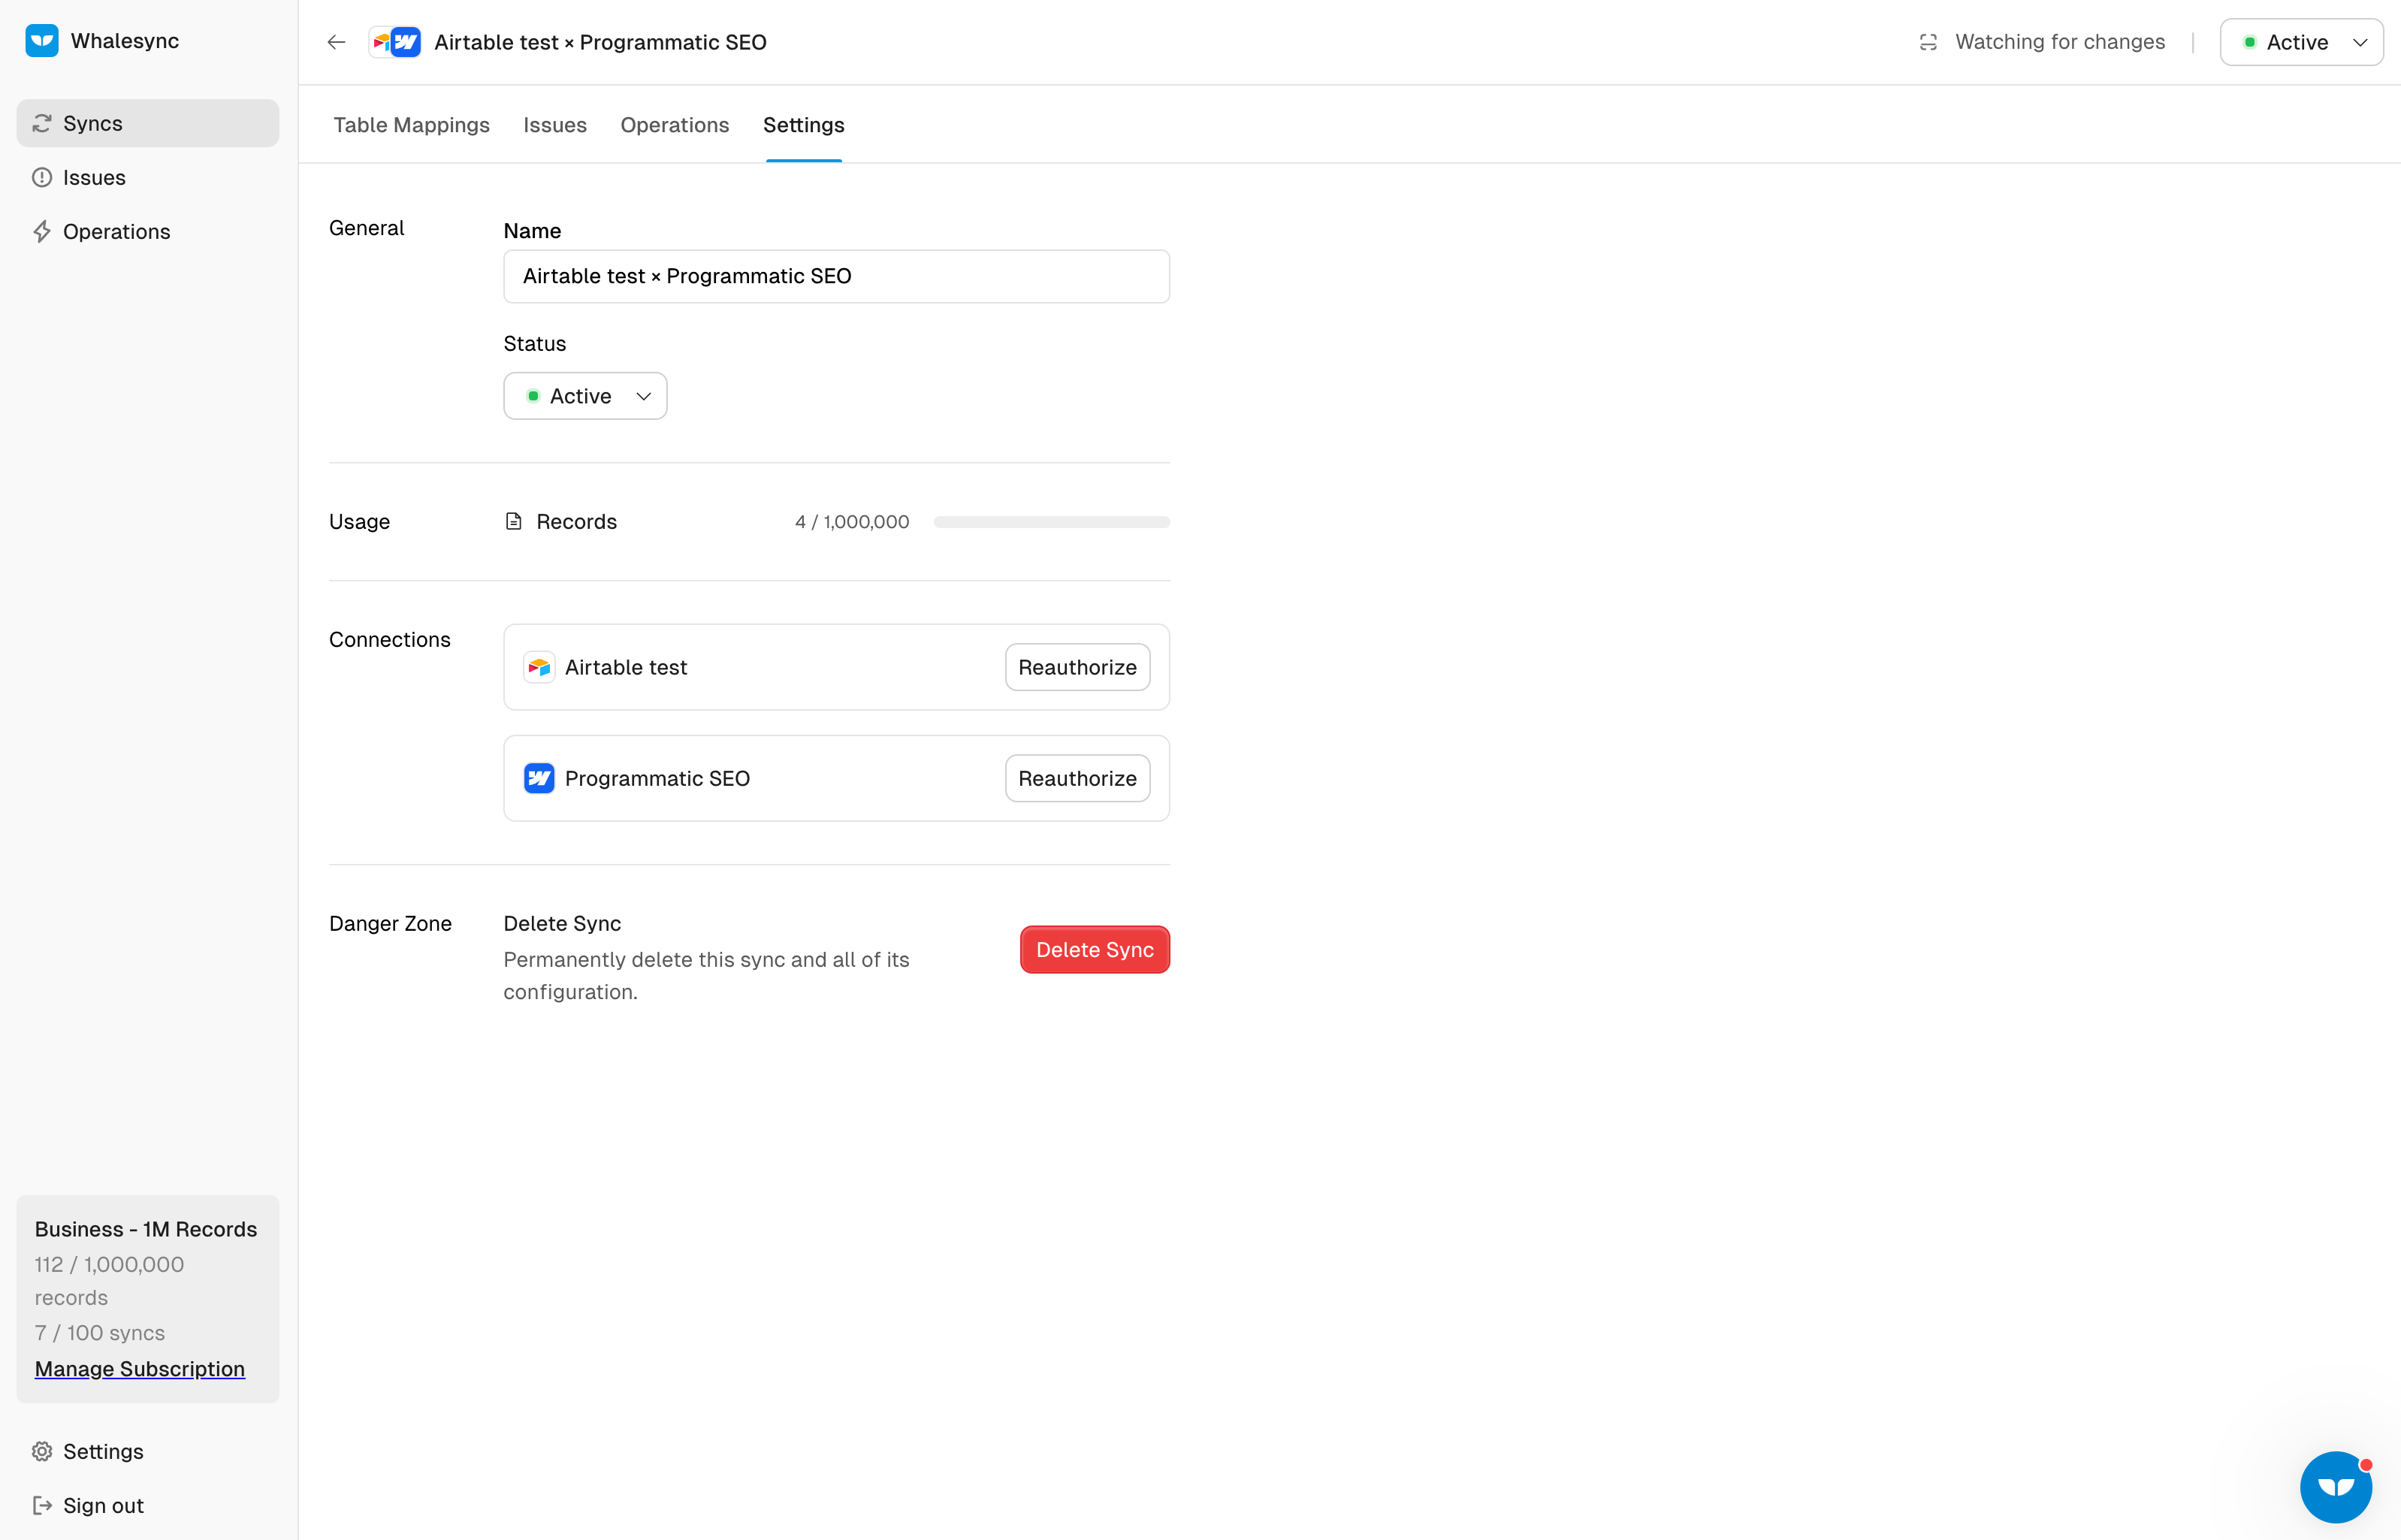 Whalesync
Syncs
Issues
Operations
Business - 1M Records
112 / 1,000,000
records
7 / 100 syncs
Manage Subscription
Settings
Sign out
Airtable test × Programmatic SEO
Watching for changes
Active
Table Mappings
Issues
Operations
Settings
General
Name
Airtable test × Programmatic SEO
Status
Active
Usage
Records
4 / 1,000,000
Connections
Airtable test
Reauthorize
Programmatic SEO
Reauthorize
Danger Zone
Delete Sync
Permanently delete this sync and all of its
configuration.
Delete Sync